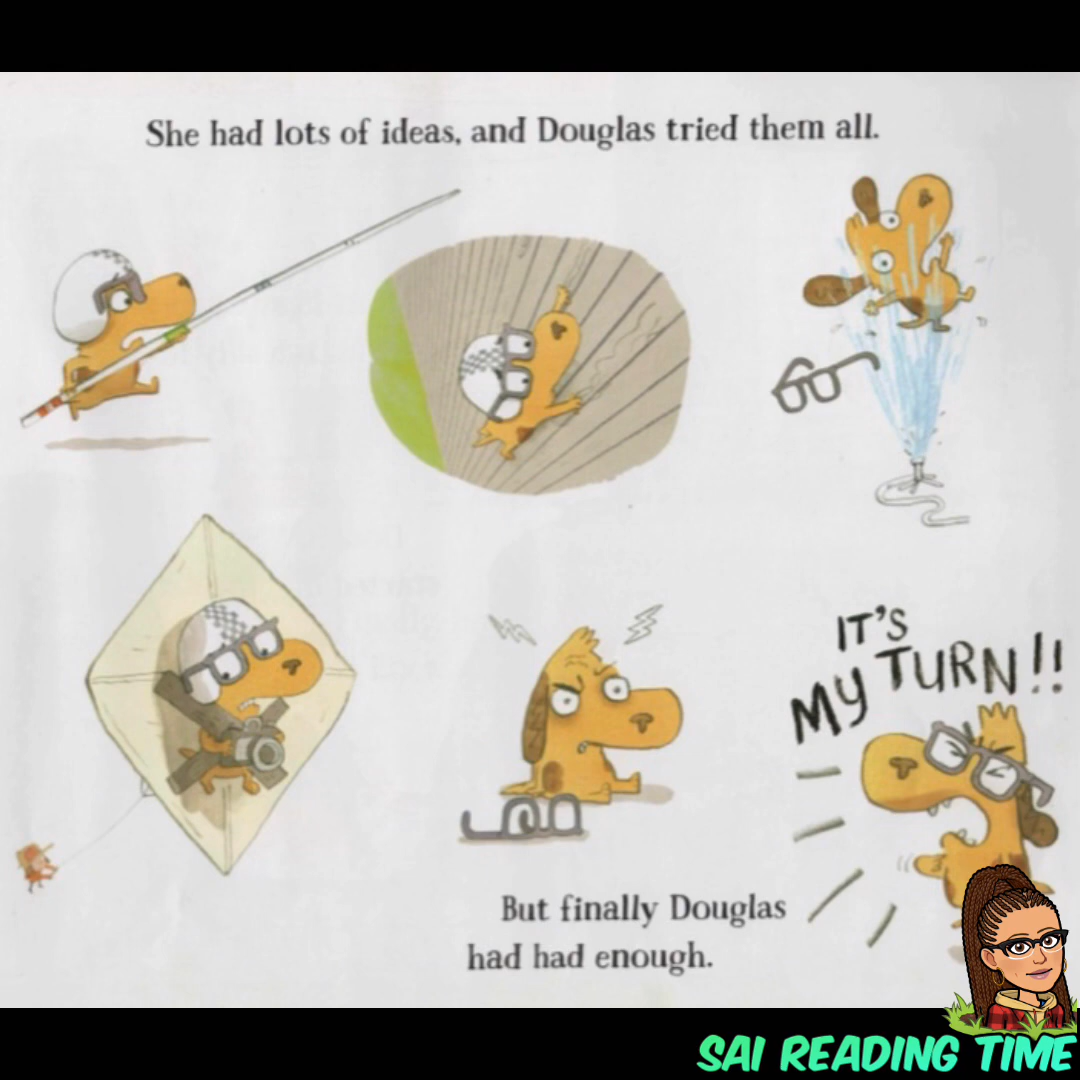 She had lots of ideas, and Douglas tried them all.
IT'S
MY TURN!!
But finally Douglas
had had enough.
SAI READING TIME